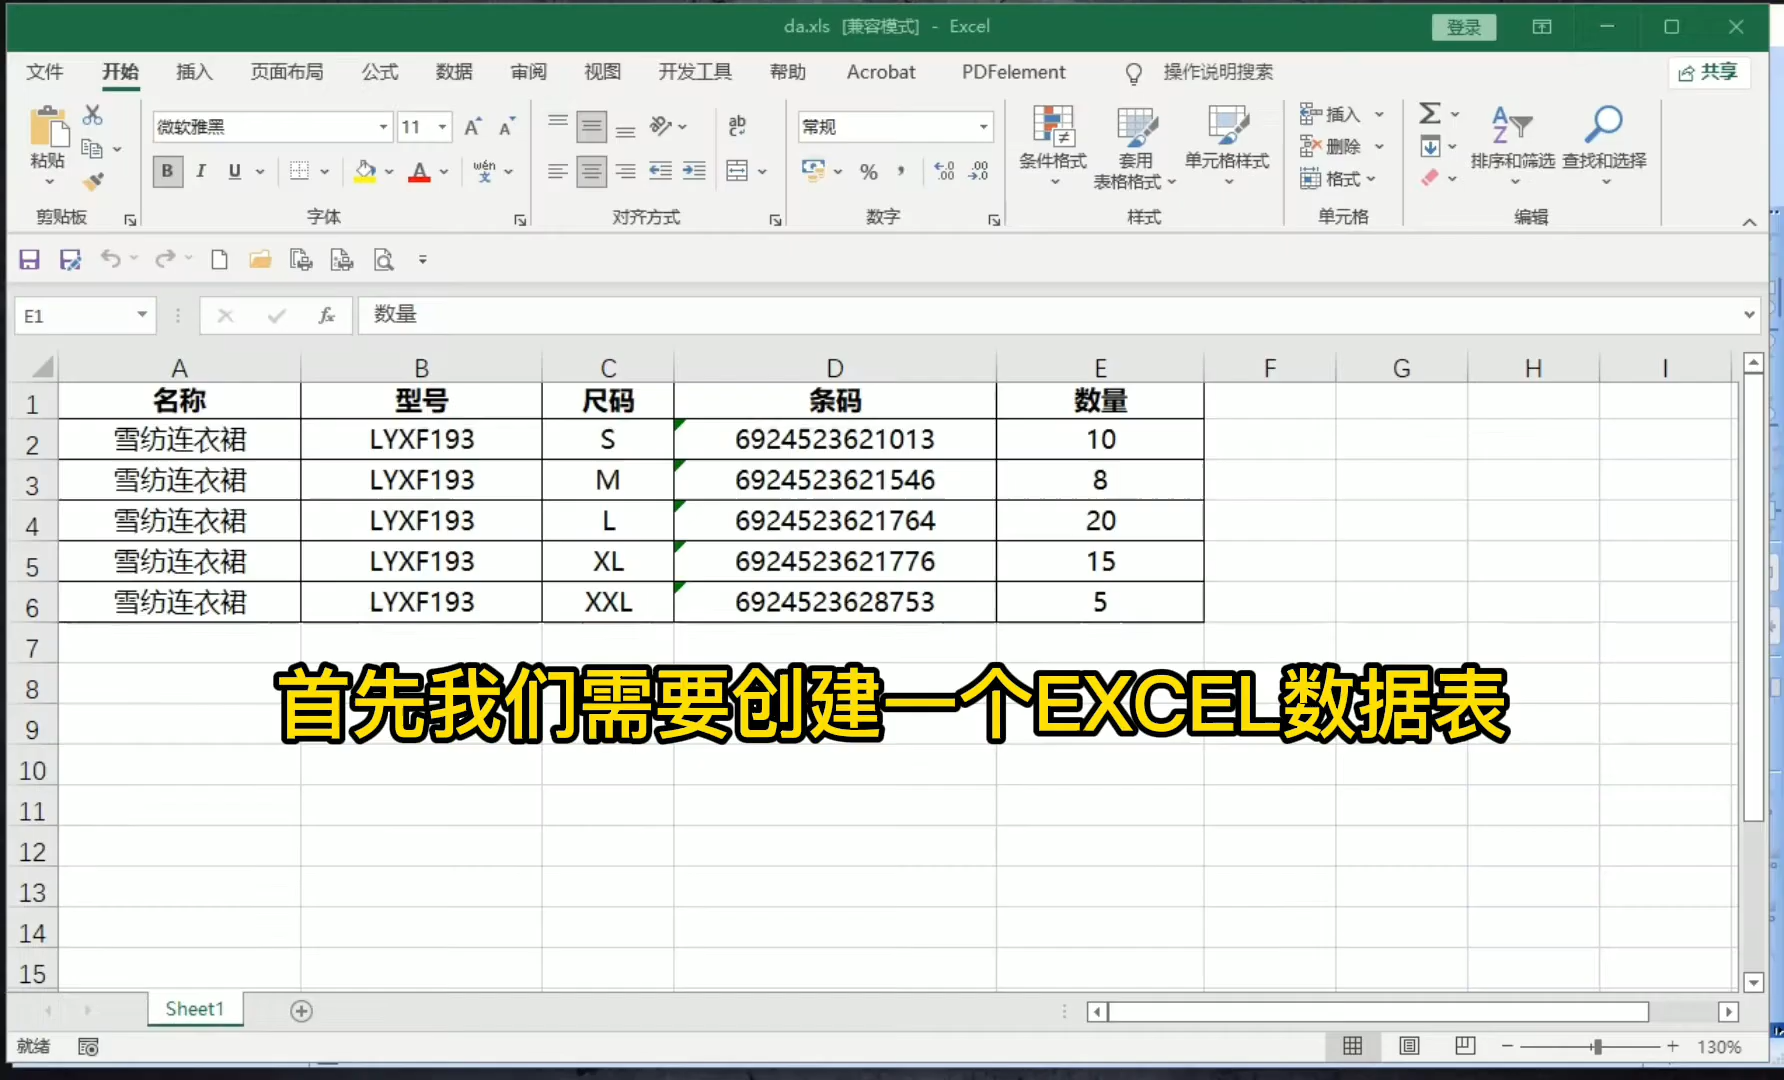 da.xls [兼容模式] - Excel 登录
文件 开始 插入 页面布局 公式 数据 审阅 视图 开发工具 帮助 Acrobat PDFelement 操作说明搜索 共享
粘贴
剪贴板
微软雅黑 11
B I U wén 文
字体
ab
对齐方式
常规
% , .00 .00
数字
条件格式 套用 表格格式 单元格样式
样式
插入
删除
格式
单元格
Σ
排序和筛选 查找和选择
编辑
E1 fx 数量
A B C D E F G H I
1 名称 型号 尺码 条码 数量
2 雪纺连衣裙 LYXF193 S 6924523621013 10
3 雪纺连衣裙 LYXF193 M 6924523621546 8
4 雪纺连衣裙 LYXF193 L 6924523621764 20
5 雪纺连衣裙 LYXF193 XL 6924523621776 15
6 雪纺连衣裙 LYXF193 XXL 6924523628753 5
7
首先我们需要创建一个EXCEL数据表
8
9
10
11
12
13
14
15
Sheet1
就绪 130%